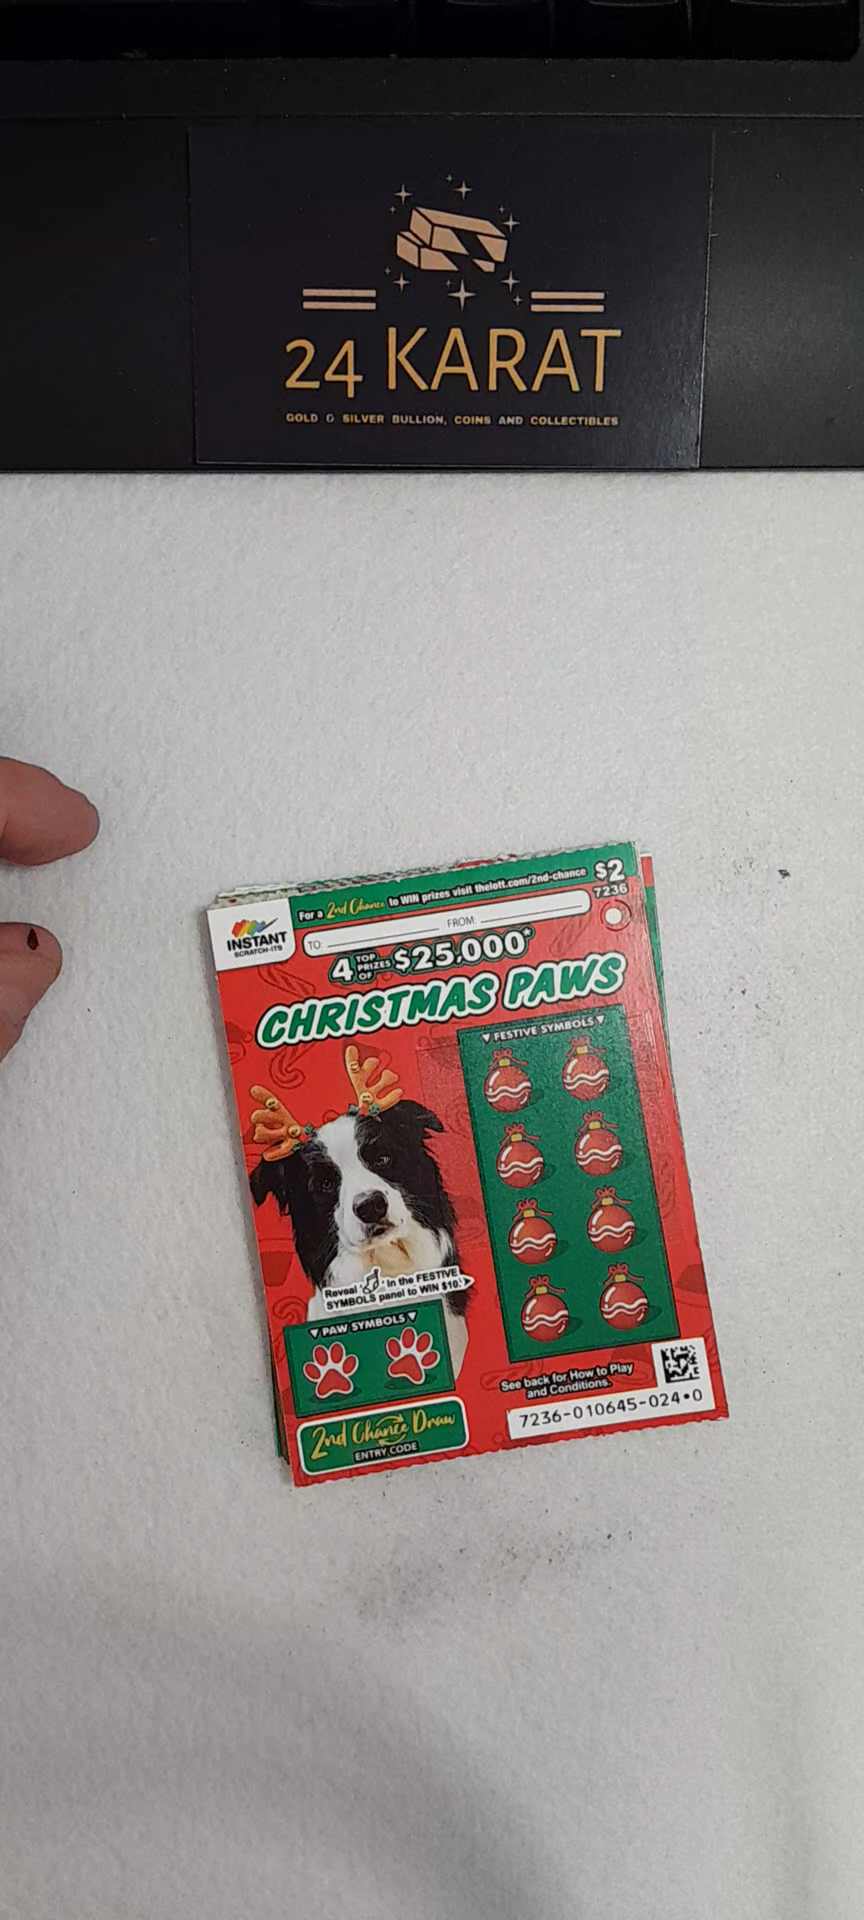 24 KARAT
GOLD & SILVER BULLION, COINS AND COLLECTIBLES
For a 2nd Chance to WIN prizes visit thelott.com/2nd-chance
$2
7236
INSTANT
SCRATCH-ITS
TO:
FROM:
4 TOP PRIZES OF $25,000*
CHRISTMAS PAWS
▼ FESTIVE SYMBOLS ▼
Reveal ' ' in the FESTIVE
SYMBOLS panel to WIN $10.
▼ PAW SYMBOLS ▼
See back for How to Play
and Conditions.
7236-010645-024•0
2nd Chance Draw
ENTRY CODE